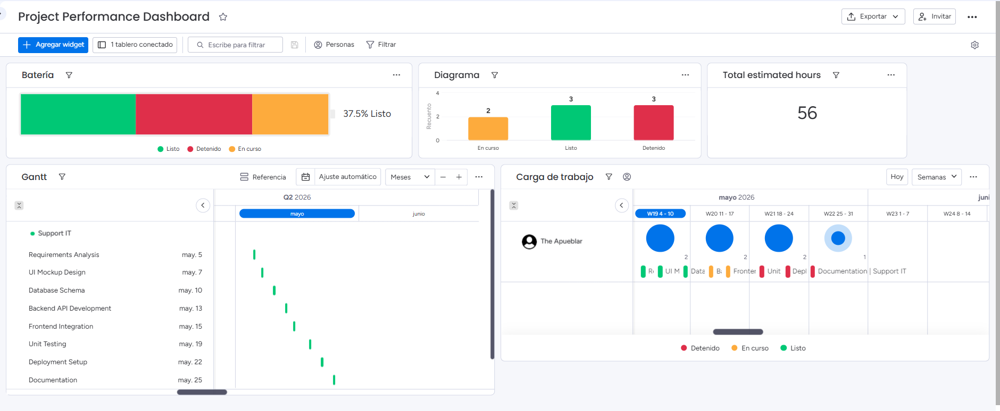 Project Performance Dashboard
Exportar
Invitar
Agregar widget
1 tablero conectado
Escribe para filtrar
Personas
Filtrar
Batería
37.5% Listo
Listo
Detenido
En curso
Diagrama
Recuento
4
2
0
2
3
3
En curso
Listo
Detenido
Total estimated hours
56
Gantt
Referencia
Ajuste automático
Meses
Q2 2026
mayo
junio
Support IT
Requirements Analysis may. 5
UI Mockup Design may. 7
Database Schema may. 10
Backend API Development may. 13
Frontend Integration may. 15
Unit Testing may. 19
Deployment Setup may. 22
Documentation may. 25
Carga de trabajo
Hoy
Semanas
mayo 2026
juni
W19 4 - 10
W20 11 - 17
W21 18 - 24
W22 25 - 31
W23 1 - 7
W24 8 - 14
The Apueblar
2
2
2
1
UI M
Data
Fronter
Unit
Depl
Documentation | Support IT
Detenido
En curso
Listo